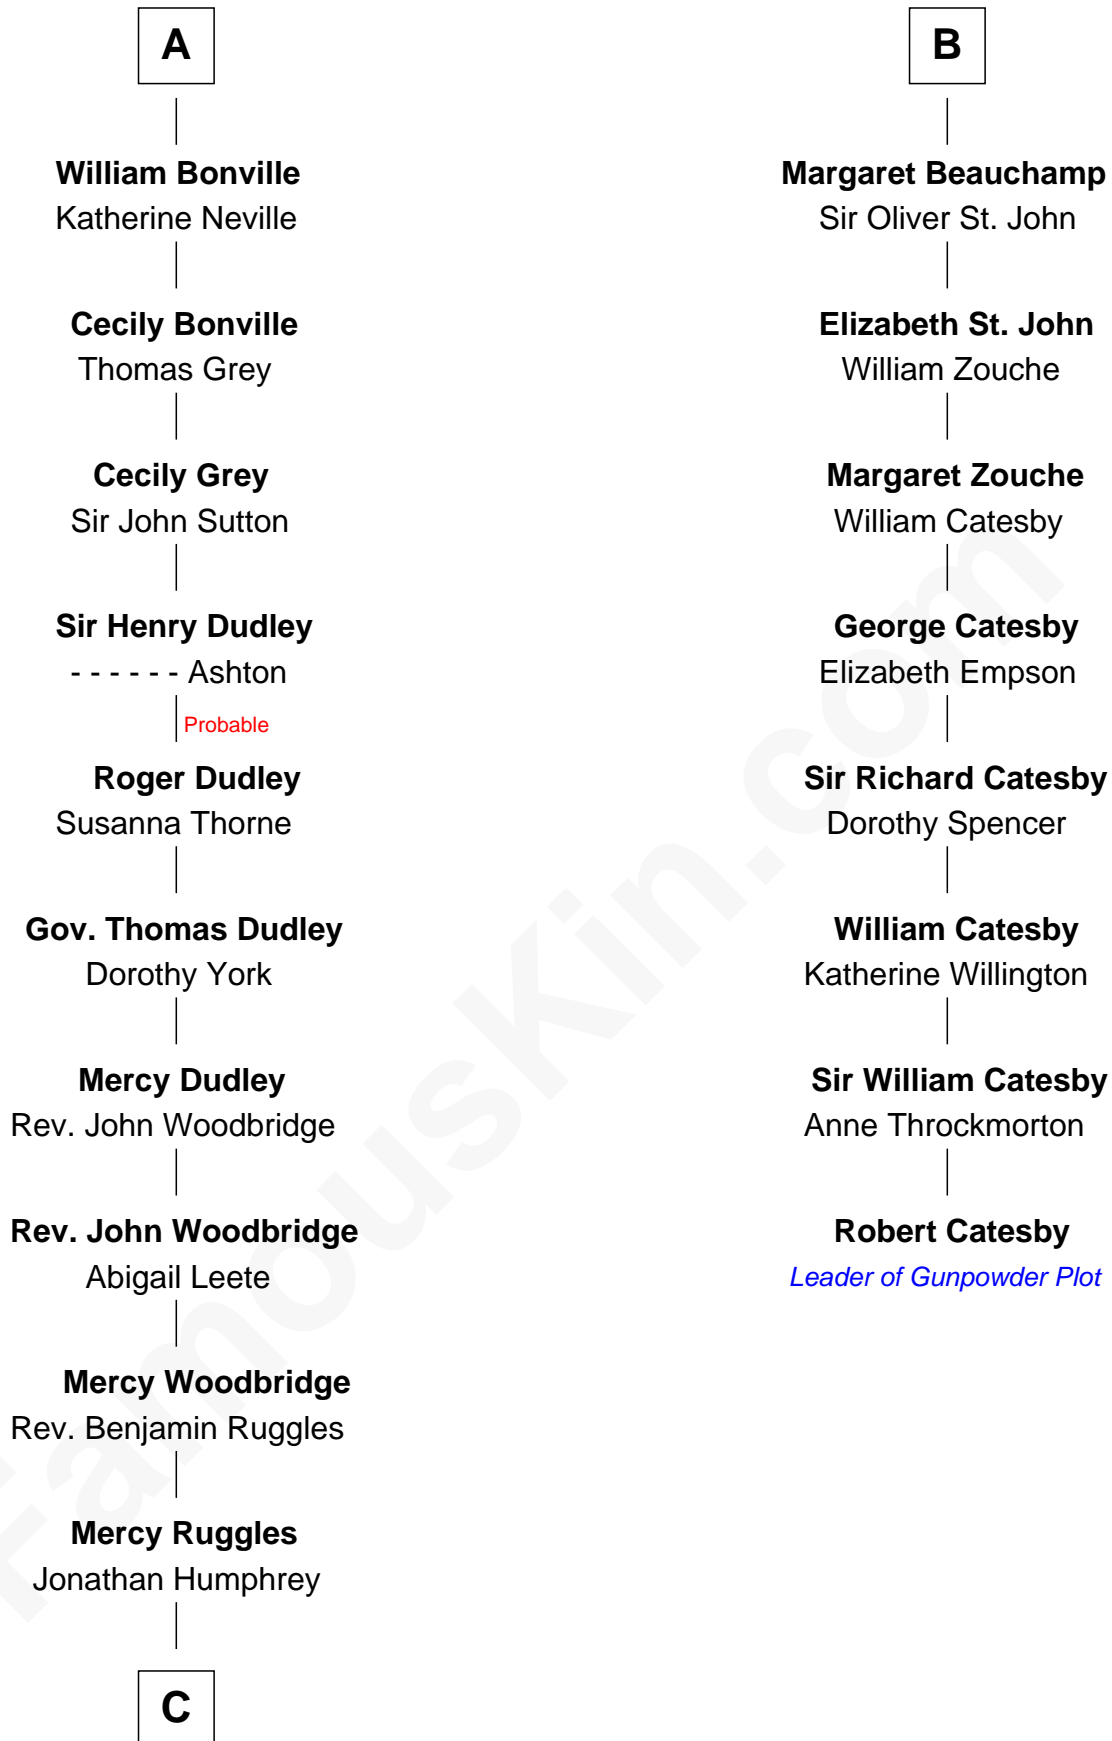 A
William Bonville
Katherine Neville
Cecily Bonville
Thomas Grey
Cecily Grey
Sir John Sutton
Sir Henry Dudley
- - - - - - Ashton
Probable
Roger Dudley
Susanna Thorne
Gov. Thomas Dudley
Dorothy York
Mercy Dudley
Rev. John Woodbridge
Rev. John Woodbridge
Abigail Leete
Mercy Woodbridge
Rev. Benjamin Ruggles
Mercy Ruggles
Jonathan Humphrey
C
B
Margaret Beauchamp
Sir Oliver St. John
Elizabeth St. John
William Zouche
Margaret Zouche
William Catesby
George Catesby
Elizabeth Empson
Sir Richard Catesby
Dorothy Spencer
William Catesby
Katherine Willington
Sir William Catesby
Anne Throckmorton
Robert Catesby
Leader of Gunpowder Plot
FamousKin.com